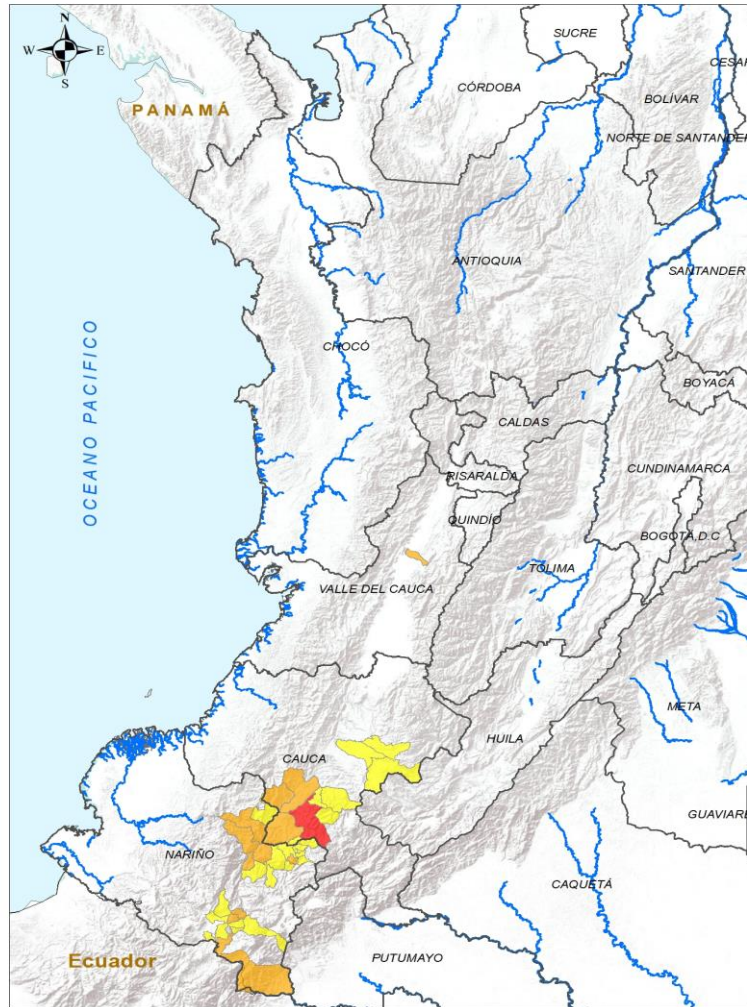 N
W E
S
SUCRE
CESAR
CÓRDOBA
BOLÍVAR
PANAMÁ
NORTE DE SANTANDER
ANTIOQUIA
SANTANDER
OCEANO PACIFICO
CHOCÓ
BOYACÁ
CALDAS
RISARALDA
CUNDINAMARCA
QUINDÍO
BOGOTÁ,D.C
TOLIMA
VALLE DEL CAUCA
META
HUILA
CAUCA
GUAVIARE
NARIÑO
CAQUETÁ
Ecuador
PUTUMAYO